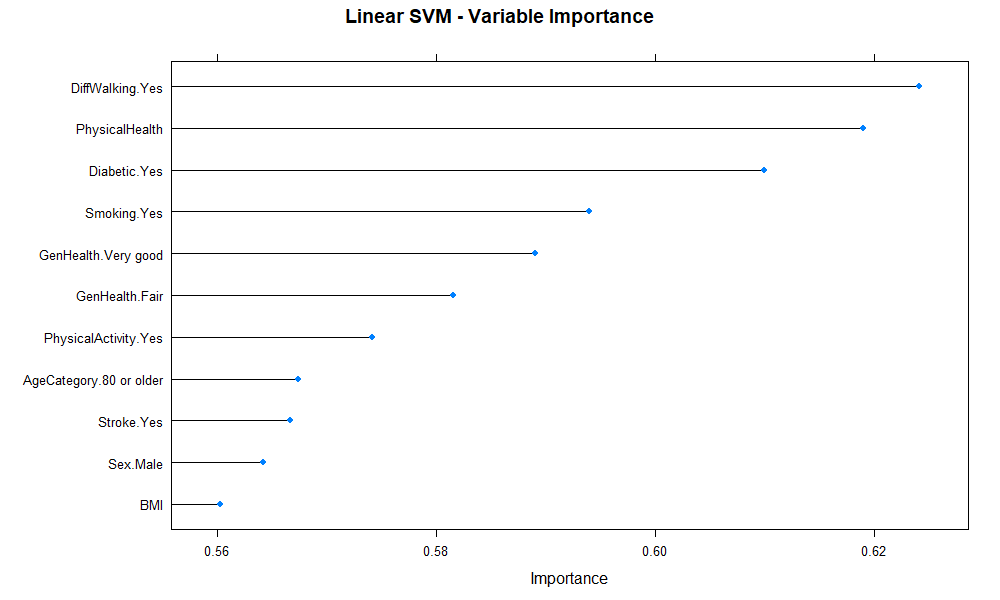 Linear SVM - Variable Importance
DiffWalking.Yes
PhysicalHealth
Diabetic.Yes
Smoking.Yes
GenHealth.Very good
GenHealth.Fair
PhysicalActivity.Yes
AgeCategory.80 or older
Stroke.Yes
Sex.Male
BMI
0.56 0.58 0.60 0.62
Importance